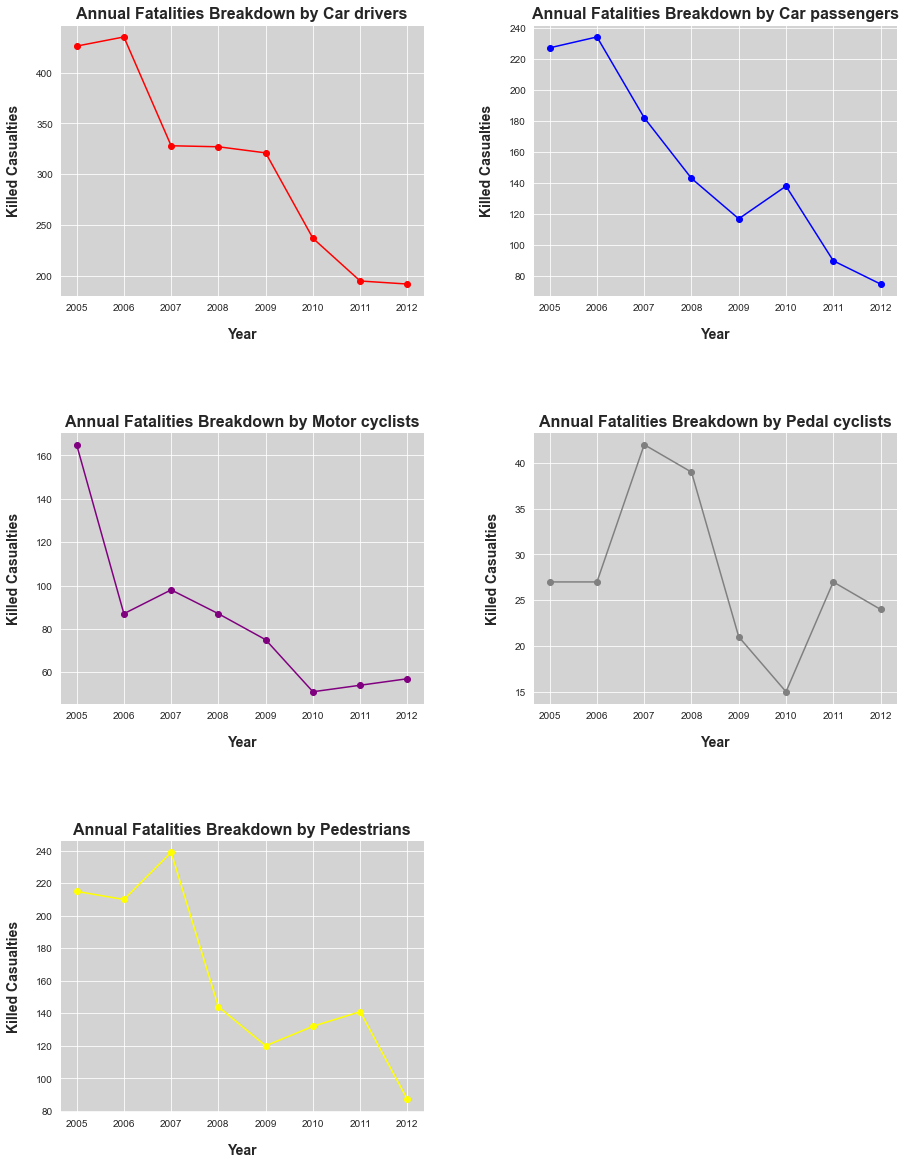 Annual Fatalities Breakdown by Car drivers
Killed Casualties
400
350
300
250
200
2005 2006 2007 2008 2009 2010 2011 2012
Year
Annual Fatalities Breakdown by Car passengers
Killed Casualties
240
220
200
180
160
140
120
100
80
2005 2006 2007 2008 2009 2010 2011 2012
Year
Annual Fatalities Breakdown by Motor cyclists
Killed Casualties
160
140
120
100
80
60
2005 2006 2007 2008 2009 2010 2011 2012
Year
Annual Fatalities Breakdown by Pedal cyclists
Killed Casualties
40
35
30
25
20
15
2005 2006 2007 2008 2009 2010 2011 2012
Year
Annual Fatalities Breakdown by Pedestrians
Killed Casualties
240
220
200
180
160
140
120
100
80
2005 2006 2007 2008 2009 2010 2011 2012
Year